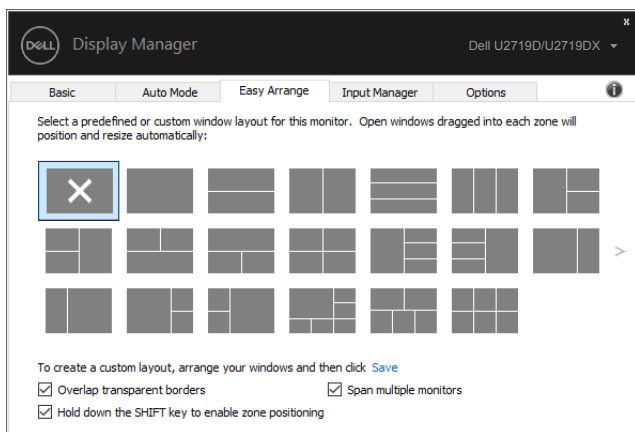 x
DELL Display Manager Dell U2719D/U2719DX
Basic Auto Mode Easy Arrange Input Manager Options
Select a predefined or custom window layout for this monitor. Open windows dragged into each zone will
position and resize automatically:
To create a custom layout, arrange your windows and then click Save
Overlap transparent borders Span multiple monitors
Hold down the SHIFT key to enable zone positioning